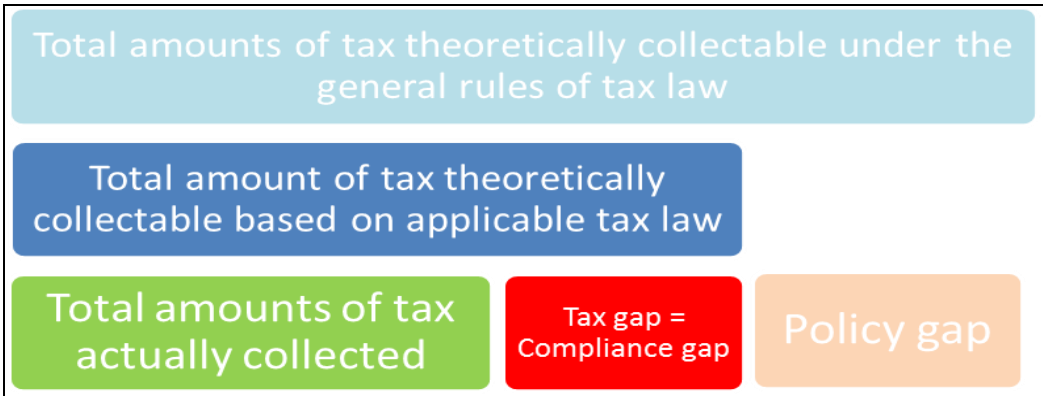 Total amounts of tax theoretically collectable under the
general rules of tax law
Total amount of tax theoretically
collectable based on applicable tax law
Total amounts of tax
actually collected
Tax gap =
Compliance gap
Policy gap